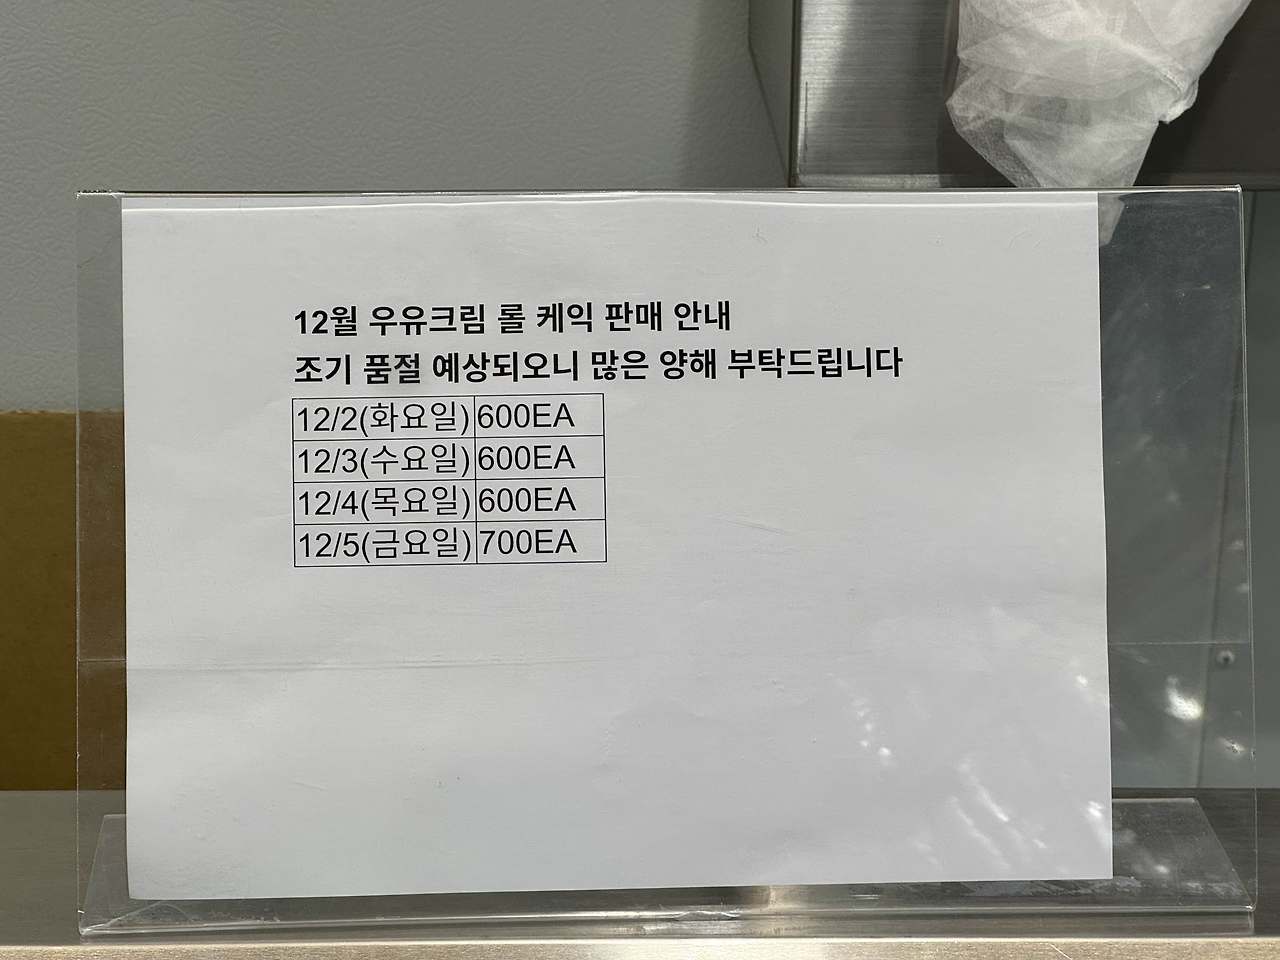 12월 우유크림 롤 케익 판매 안내
조기 품절 예상되오니 많은 양해 부탁드립니다
12/2(화요일) 600EA
12/3(수요일) 600EA
12/4(목요일) 600EA
12/5(금요일) 700EA